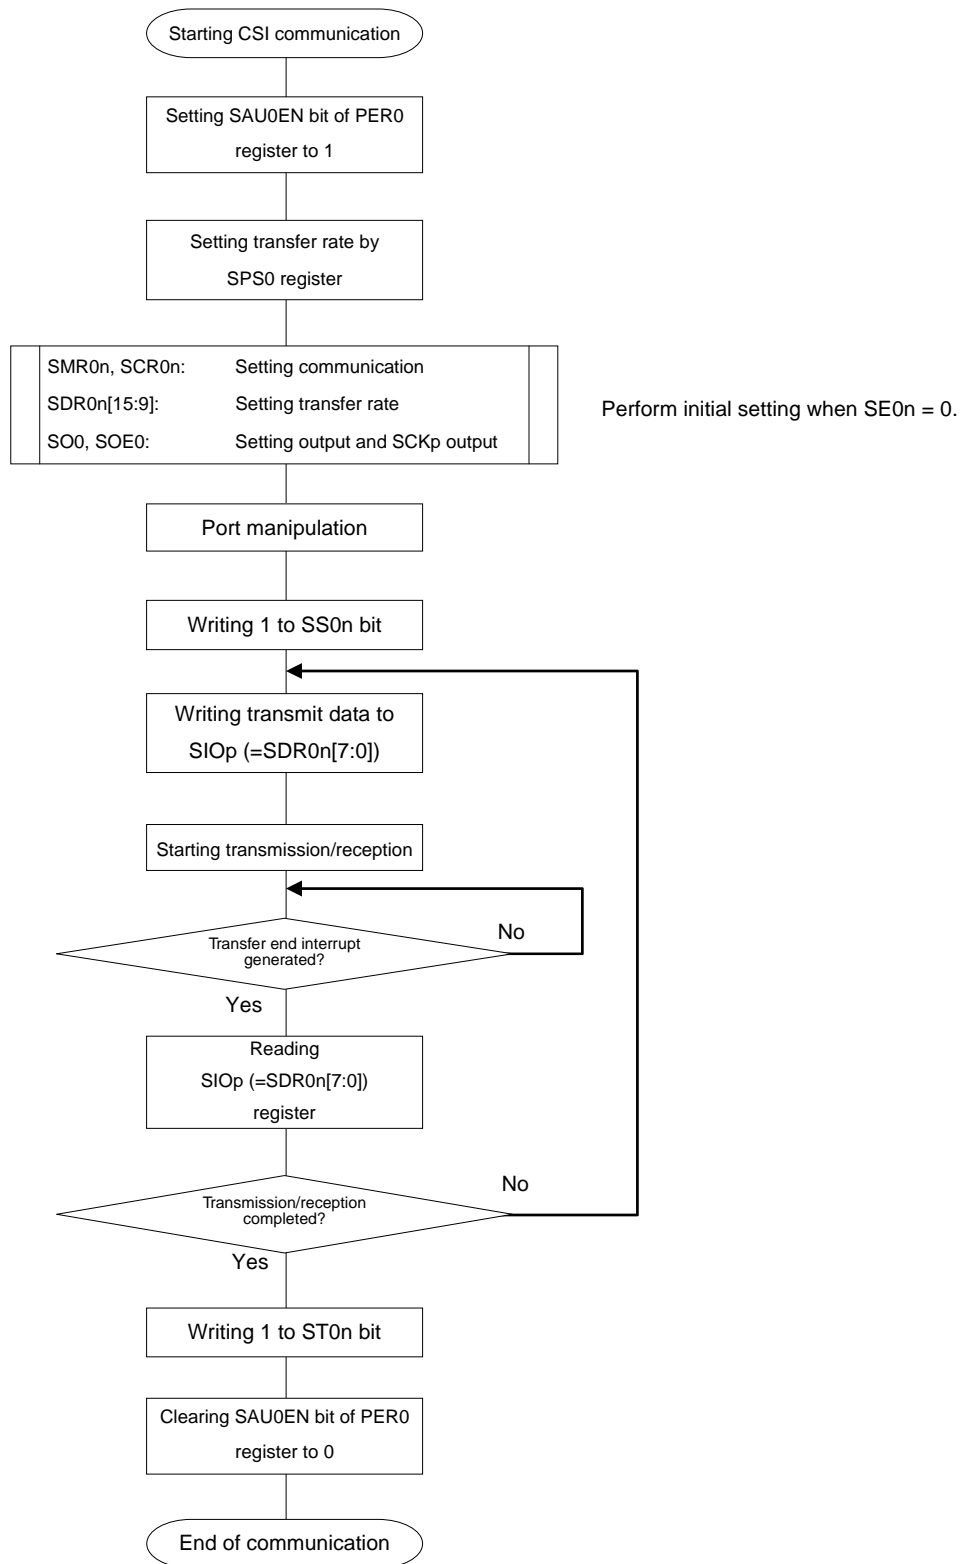 Starting CSI communication
Setting SAU0EN bit of PER0
register to 1
Setting transfer rate by
SPS0 register
SMR0n, SCR0n: Setting communication
SDR0n[15:9]: Setting transfer rate
SO0, SOE0: Setting output and SCKp output
Perform initial setting when SE0n = 0.
Port manipulation
Writing 1 to SS0n bit
Writing transmit data to
SIOp (=SDR0n[7:0])
Starting transmission/reception
Transfer end interrupt
generated?
No
Yes
Reading
SIOp (=SDR0n[7:0])
register
Transmission/reception
completed?
No
Yes
Writing 1 to ST0n bit
Clearing SAU0EN bit of PER0
register to 0
End of communication